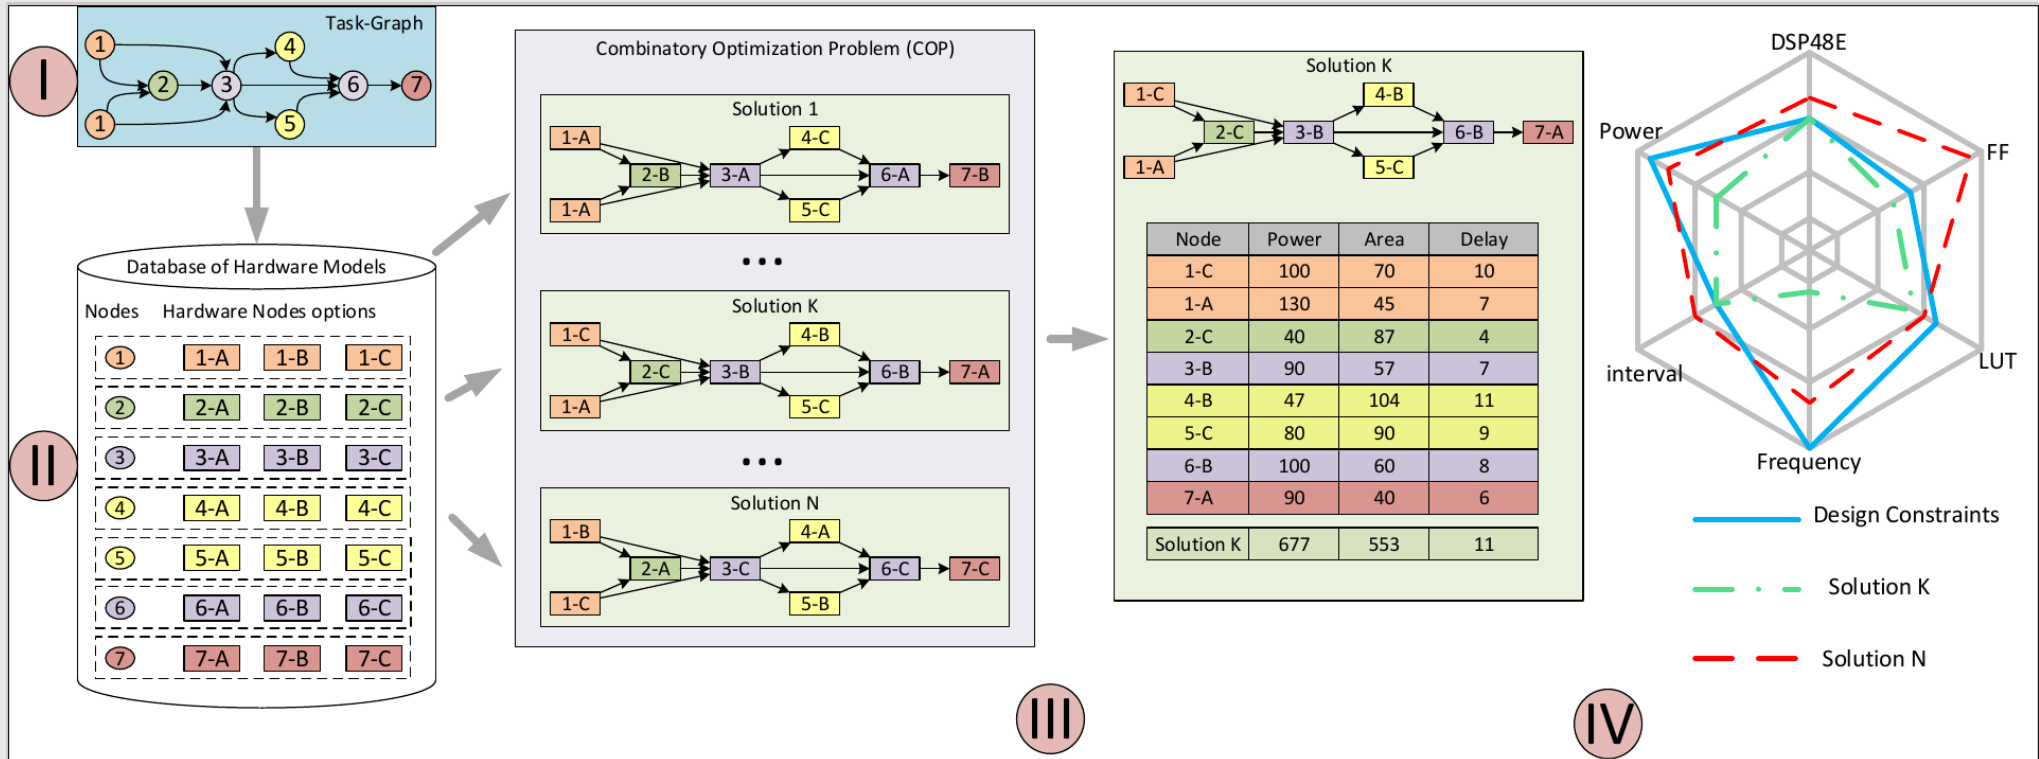 I
Task-Graph
1
2
3
4
5
6
7
1
Database of Hardware Models
Nodes Hardware Nodes options
1 1-A 1-B 1-C
2 2-A 2-B 2-C
3 3-A 3-B 3-C
4 4-A 4-B 4-C
5 5-A 5-B 5-C
6 6-A 6-B 6-C
7 7-A 7-B 7-C
II
Combinatory Optimization Problem (COP)
Solution 1
1-A 4-C
2-B 3-A 6-A 7-B
1-A 5-C
...
Solution K
1-C 4-B
2-C 3-B 6-B 7-A
1-A 5-C
...
Solution N
1-B 4-A
2-A 3-C 6-C 7-C
1-C 5-B
III
Solution K
1-C 4-B
2-C 3-B 6-B 7-A
1-A 5-C
Node Power Area Delay
1-C 100 70 10
1-A 130 45 7
2-C 40 87 4
3-B 90 57 7
4-B 47 104 11
5-C 80 90 9
6-B 100 60 8
7-A 90 40 6
Solution K 677 553 11
DSP48E
Power
FF
interval
LUT
Frequency
Design Constraints
Solution K
Solution N
IV